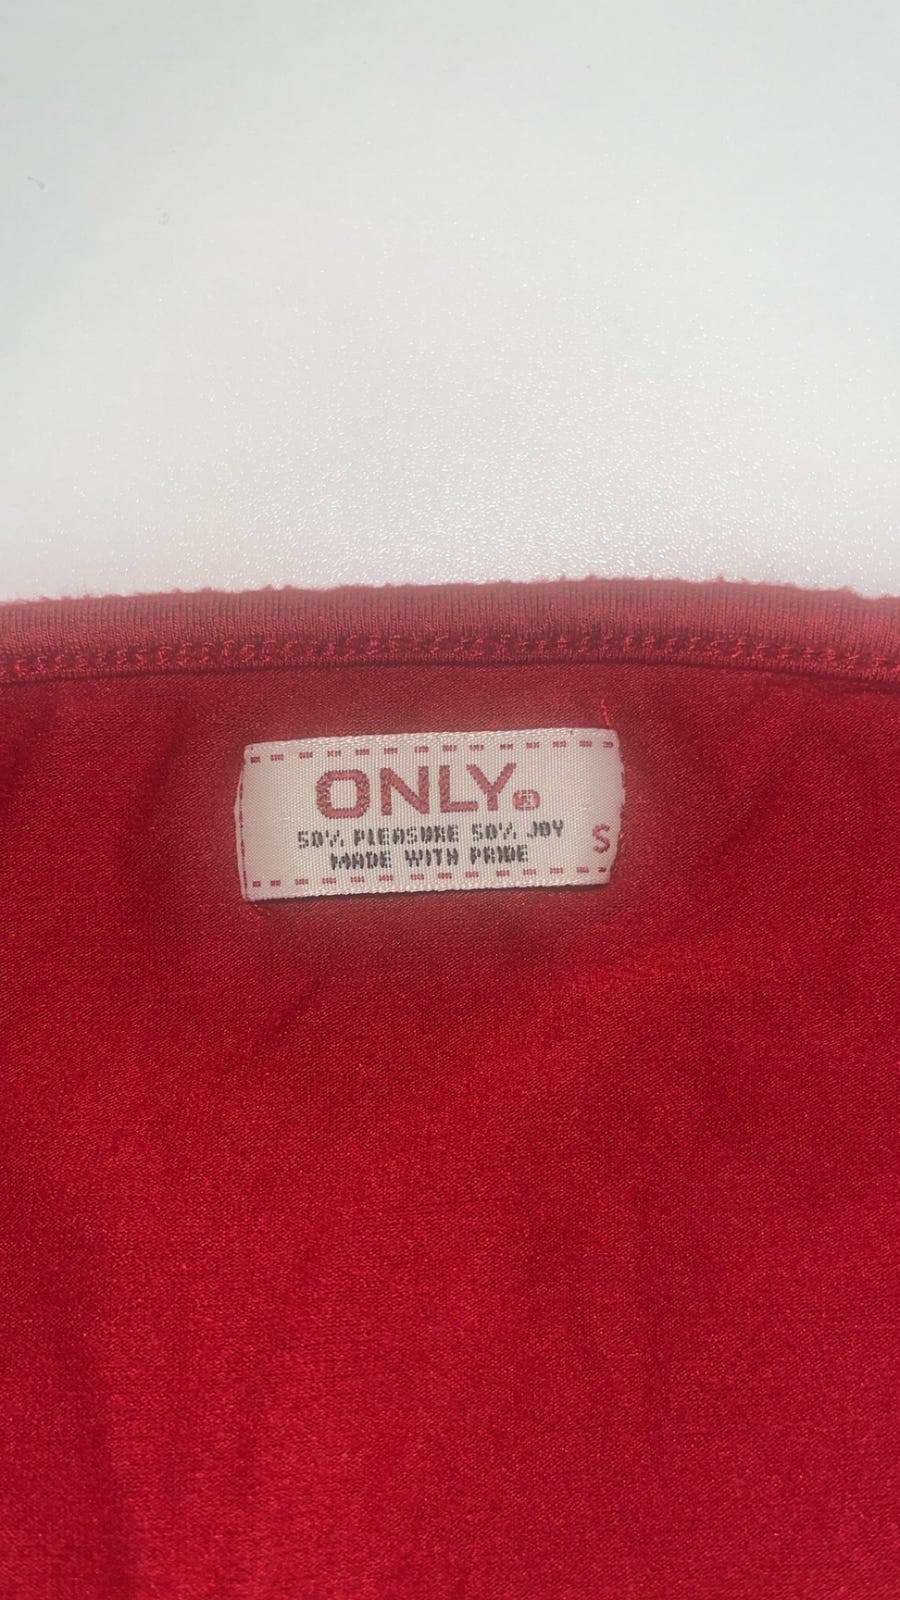 ONLY.
50% PLEASURE 50% JOY
MADE WITH PRIDE
S